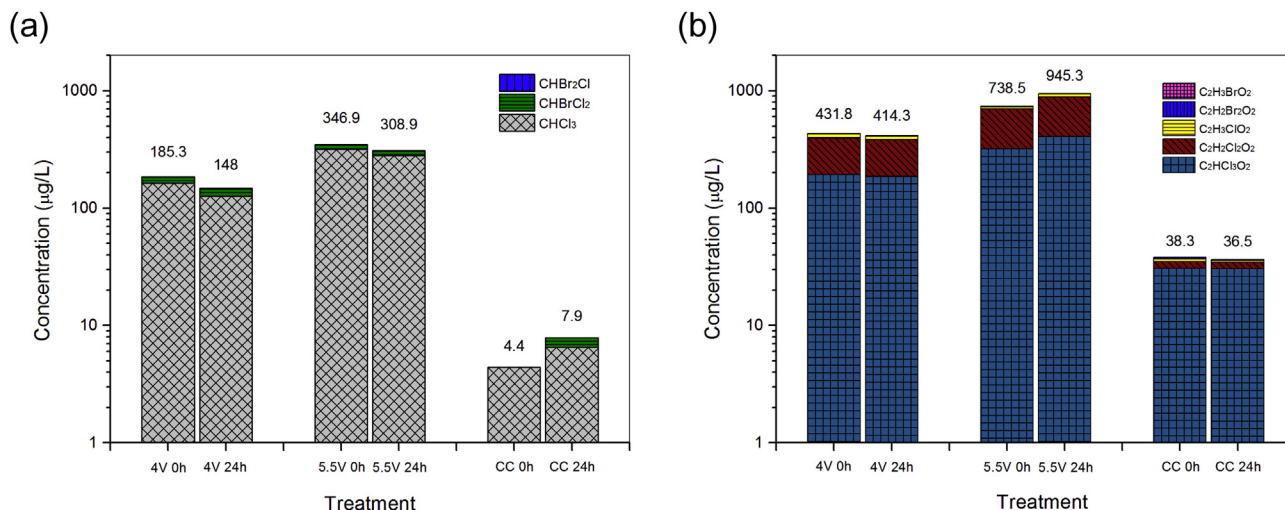 (a)
Concentration (μg/L)
1000
100
10
1
CHBr₂Cl
CHBrCl₂
CHCl₃
185.3
148
346.9
308.9
4.4
7.9
4V 0h
4V 24h
5.5V 0h
5.5V 24h
CC 0h
CC 24h
Treatment
(b)
Concentration (μg/L)
1000
100
10
1
C₂H₃BrO₂
C₂H₂Br₂O₂
C₂H₃ClO₂
C₂H₂Cl₂O₂
C₂HCl₃O₂
431.8
414.3
738.5
945.3
38.3
36.5
4V 0h
4V 24h
5.5V 0h
5.5V 24h
CC 0h
CC 24h
Treatment